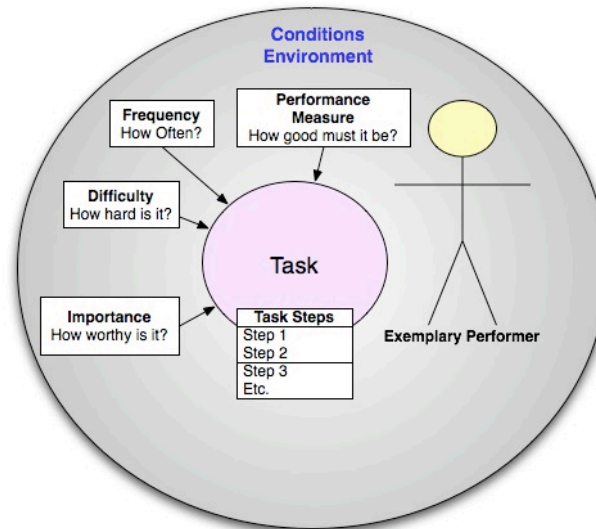 Conditions
Environment
Frequency
How Often?
Performance
Measure
How good must it be?
Difficulty
How hard is it?
Task
Importance
How worthy is it?
Task Steps
Step 1
Step 2
Step 3
Etc.
Exemplary Performer